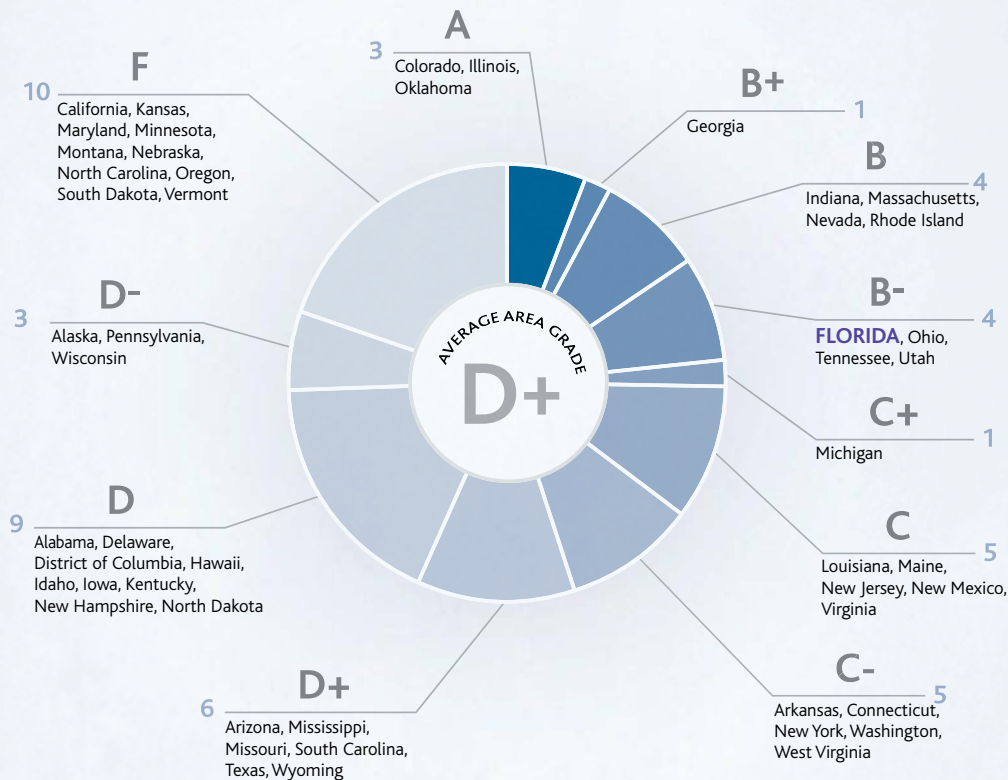 A
3
Colorado, Illinois,
Oklahoma
B+
1
Georgia
B
4
Indiana, Massachusetts,
Nevada, Rhode Island
B-
4
FLORIDA, Ohio,
Tennessee, Utah
C+
1
Michigan
C
5
Louisiana, Maine,
New Jersey, New Mexico,
Virginia
C-
5
Arkansas, Connecticut,
New York, Washington,
West Virginia
D+
6
Arizona, Mississippi,
Missouri, South Carolina,
Texas, Wyoming
D
9
Alabama, Delaware,
District of Columbia, Hawaii,
Idaho, Iowa, Kentucky,
New Hampshire, North Dakota
D-
3
Alaska, Pennsylvania,
Wisconsin
F
10
California, Kansas,
Maryland, Minnesota,
Montana, Nebraska,
North Carolina, Oregon,
South Dakota, Vermont
AVERAGE AREA GRADE
D+